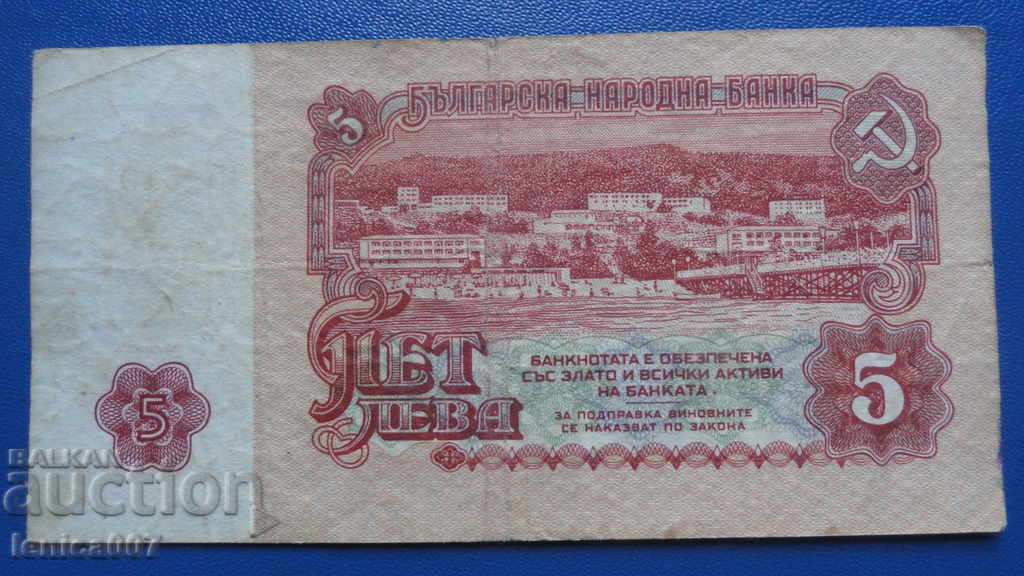 БЪЛГАРСКА НАРОДНА БАНКА
5
ПЕТ
ЛЕВА
БАНКНОТАТА Е ОБЕЗПЕЧЕНА
СЪС ЗЛАТО И ВСИЧКИ АКТИВИ
НА БАНКАТА.
ЗА ПОДПРАВКА ВИНОВНИТЕ
СЕ НАКАЗВАТ ПО ЗАКОНА
5
5
BALKAN
auction
lenica007